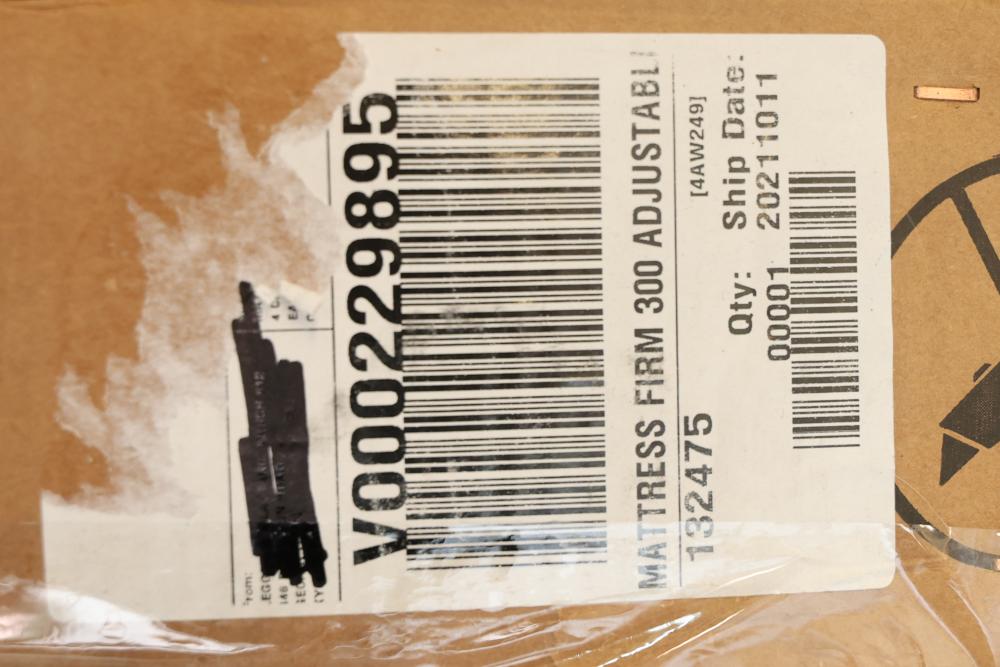 From:
V000229895
MATTRESS FIRM 300 ADJUSTABL
132475
[4AW249]
Qty: Ship Date:
00001 20211011